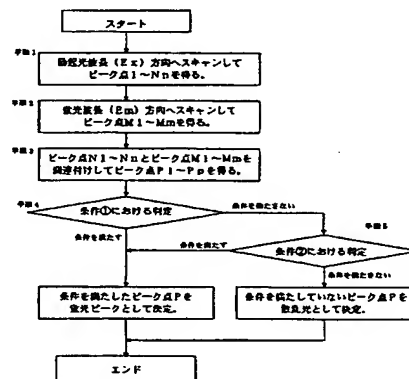 スタート
手順1
励起光波長（Ex）方向へスキャンして
ピーク点1～Nnを得る。
手順2
蛍光波長（Em）方向へスキャンして
ピーク点M1～Mmを得る。
手順3
ピーク点N1～Nnとピーク点M1～Mmを
関連付けしてピーク点P1～Ppを得る。
手順4
条件①における判定
条件を満たさない
手順5
条件を満たす
条件を満たす
条件②における判定
条件を満たさない
条件を満たしたピーク点Pを
蛍光ピークとして決定。
条件を満たしていないピーク点Pを
散乱光として決定。
エンド